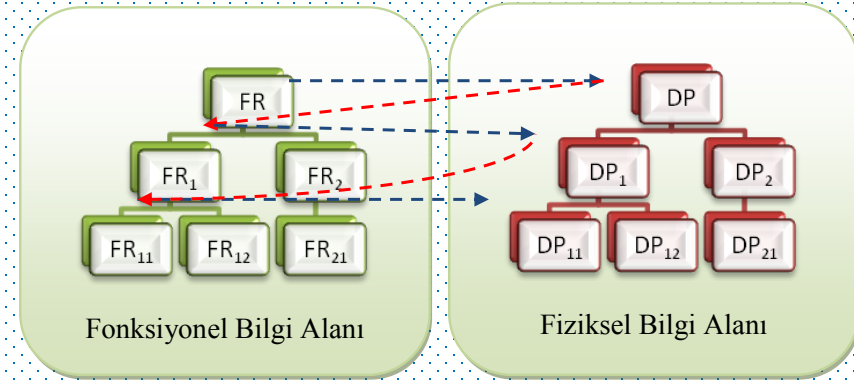 FR
DP
FR1
FR2
DP1
DP2
FR11
FR12
FR21
DP11
DP12
DP21
Fonksiyonel Bilgi Alanı
Fiziksel Bilgi Alanı